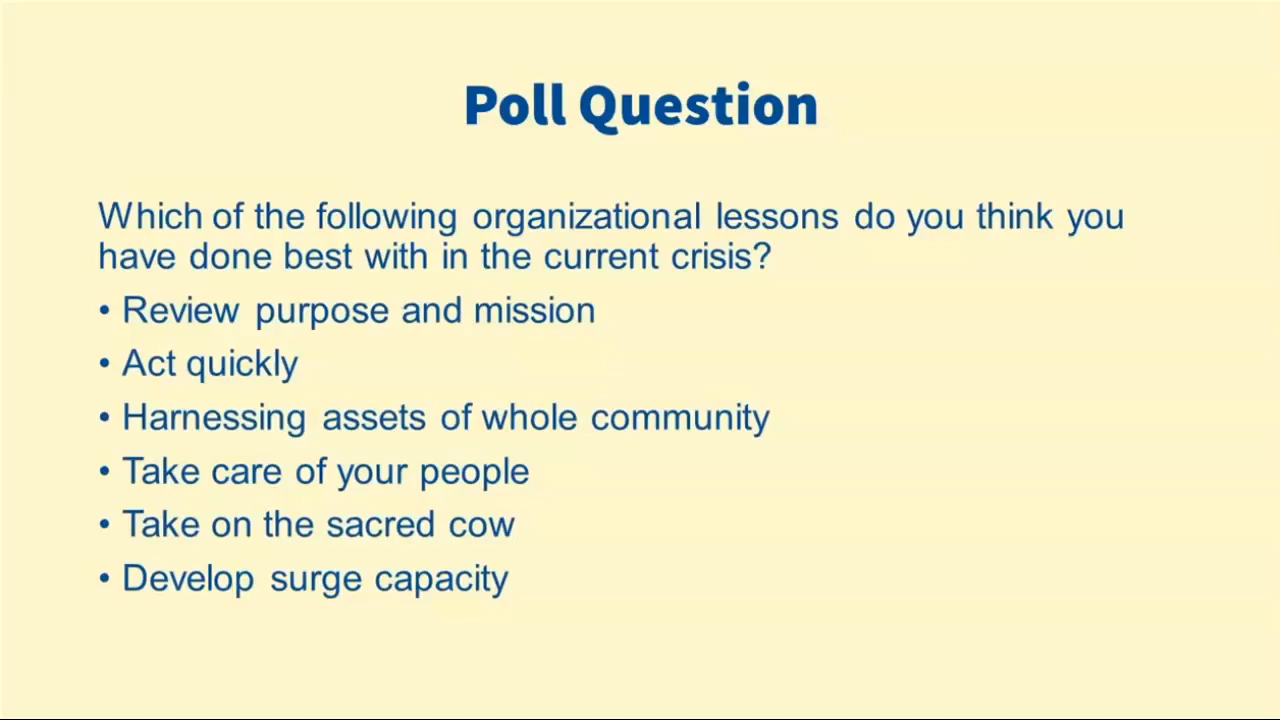 Poll Question
Which of the following organizational lessons do you think you
have done best with in the current crisis?
• Review purpose and mission
• Act quickly
• Harnessing assets of whole community
• Take care of your people
• Take on the sacred cow
• Develop surge capacity